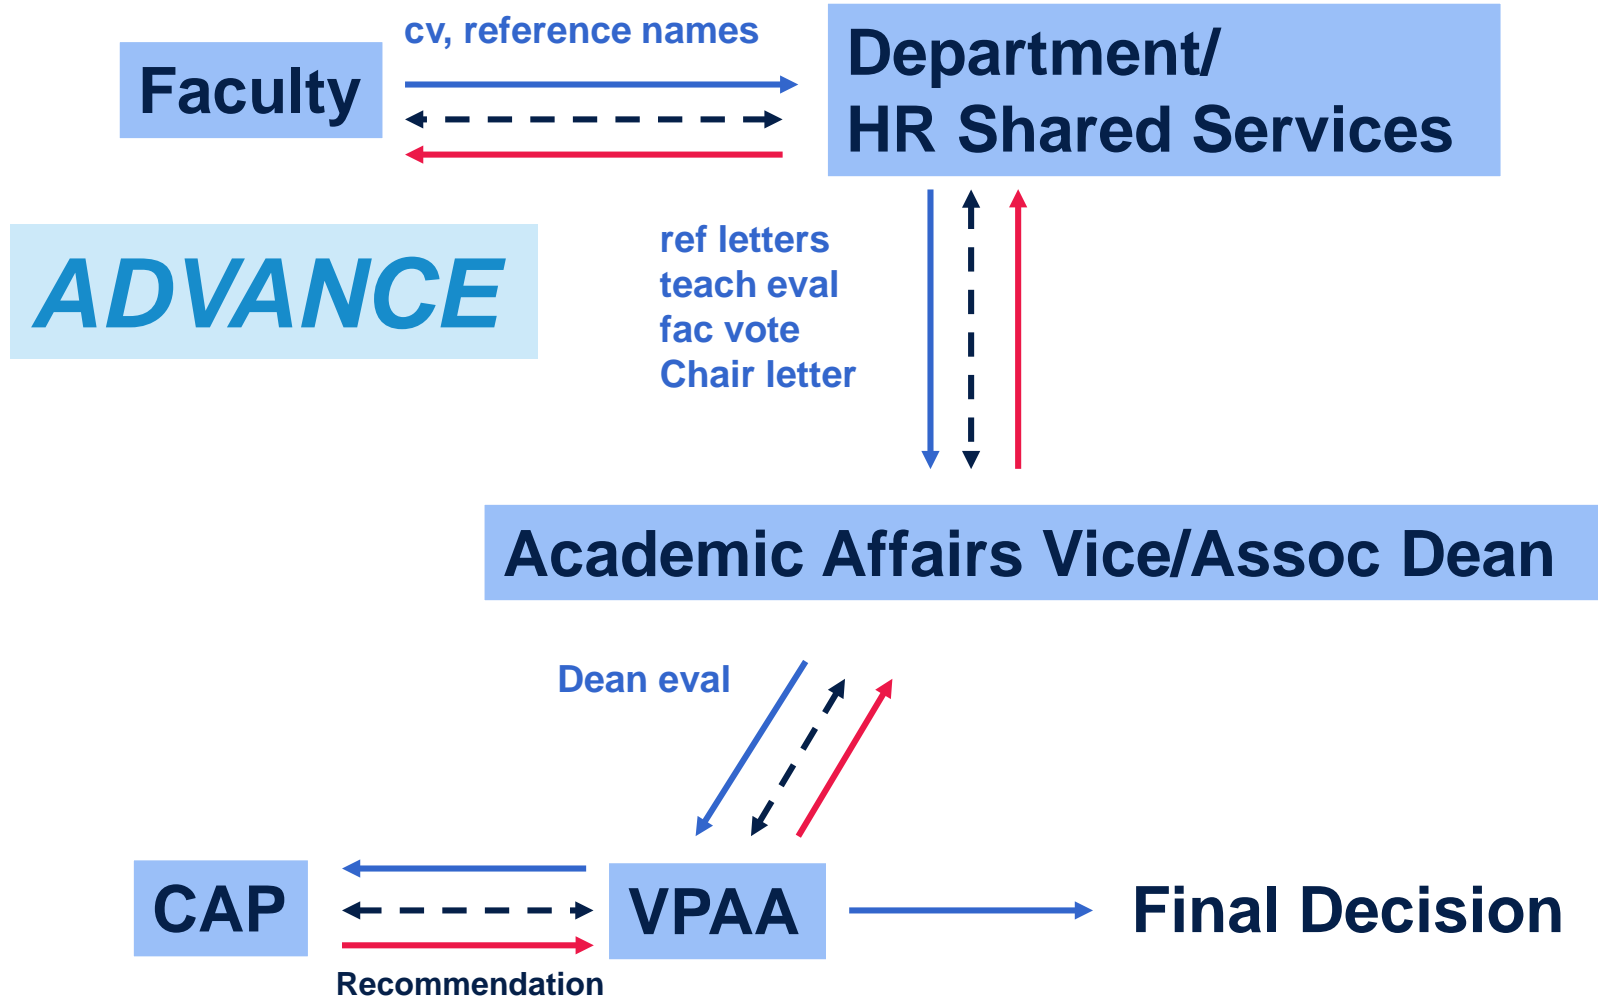 cv, reference names
Faculty
Department/
HR Shared Services
ADVANCE
ref letters
teach eval
fac vote
Chair letter
Academic Affairs Vice/Assoc Dean
Dean eval
CAP
VPAA
Final Decision
Recommendation